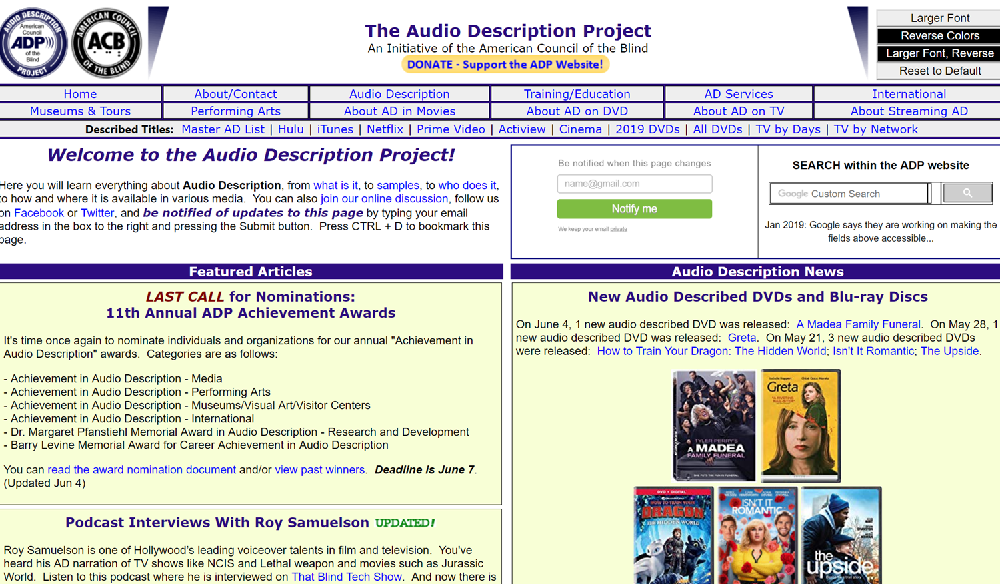 AUDIO DESCRIPTION
American
Council
ADP
of the
Blind
PROJECT
AMERICAN COUNCIL
ACB
OF THE BLIND
The Audio Description Project
An Initiative of the American Council of the Blind
DONATE - Support the ADP Website!
Larger Font
Reverse Colors
Larger Font, Reverse
Reset to Default
Home About/Contact Audio Description Training/Education AD Services International
Museums & Tours Performing Arts About AD in Movies About AD on DVD About AD on TV About Streaming AD
Described Titles: Master AD List | Hulu | iTunes | Netflix | Prime Video | Actiview | Cinema | 2019 DVDs | All DVDs | TV by Days | TV by Network
Welcome to the Audio Description Project!
Here you will learn everything about Audio Description, from what is it, to samples, to who does it,
to how and where it is available in various media. You can also join our online discussion, follow us
on Facebook or Twitter, and be notified of updates to this page by typing your email
address in the box to the right and pressing the Submit button. Press CTRL + D to bookmark this
page.
Be notified when this page changes
name@gmail.com
Notify me
We keep your email private
SEARCH within the ADP website
Google Custom Search
Jan 2019: Google says they are working on making the
fields above accessible...
Featured Articles
LAST CALL for Nominations:
11th Annual ADP Achievement Awards
It's time once again to nominate individuals and organizations for our annual "Achievement in
Audio Description" awards. Categories are as follows:
- Achievement in Audio Description - Media
- Achievement in Audio Description - Performing Arts
- Achievement in Audio Description - Museums/Visual Art/Visitor Centers
- Achievement in Audio Description - International
- Dr. Margaret Pfanstiehl Memorial Award in Audio Description - Research and Development
- Barry Levine Memorial Award for Career Achievement in Audio Description
You can read the award nomination document and/or view past winners. Deadline is June 7.
(Updated Jun 4)
Podcast Interviews With Roy Samuelson UPDATED!
Roy Samuelson is one of Hollywood's leading voiceover talents in film and television. You've
heard his AD narration of TV shows like NCIS and Lethal weapon and movies such as Jurassic
World. Listen to this podcast where he is interviewed on That Blind Tech Show. And now there is
Audio Description News
New Audio Described DVDs and Blu-ray Discs
On June 4, 1 new audio described DVD was released: A Madea Family Funeral. On May 28, 1
new audio described DVD was released: Greta. On May 21, 3 new audio described DVDs
were released: How to Train Your Dragon: The Hidden World; Isn't It Romantic; The Upside.
TYLER PERRY'S
A MADEA
FAMILY FUNERAL
SHE PUTS THE FUN IN FUNERAL
Isabelle Huppert Chloë Grace Moretz
Greta
"A RIVETING
NAIL-BITER"
DVD + DIGITAL
HOW TO TRAIN YOUR
DRAGON
THE HIDDEN WORLD
ISN'T IT
ROMANTIC
the
upside